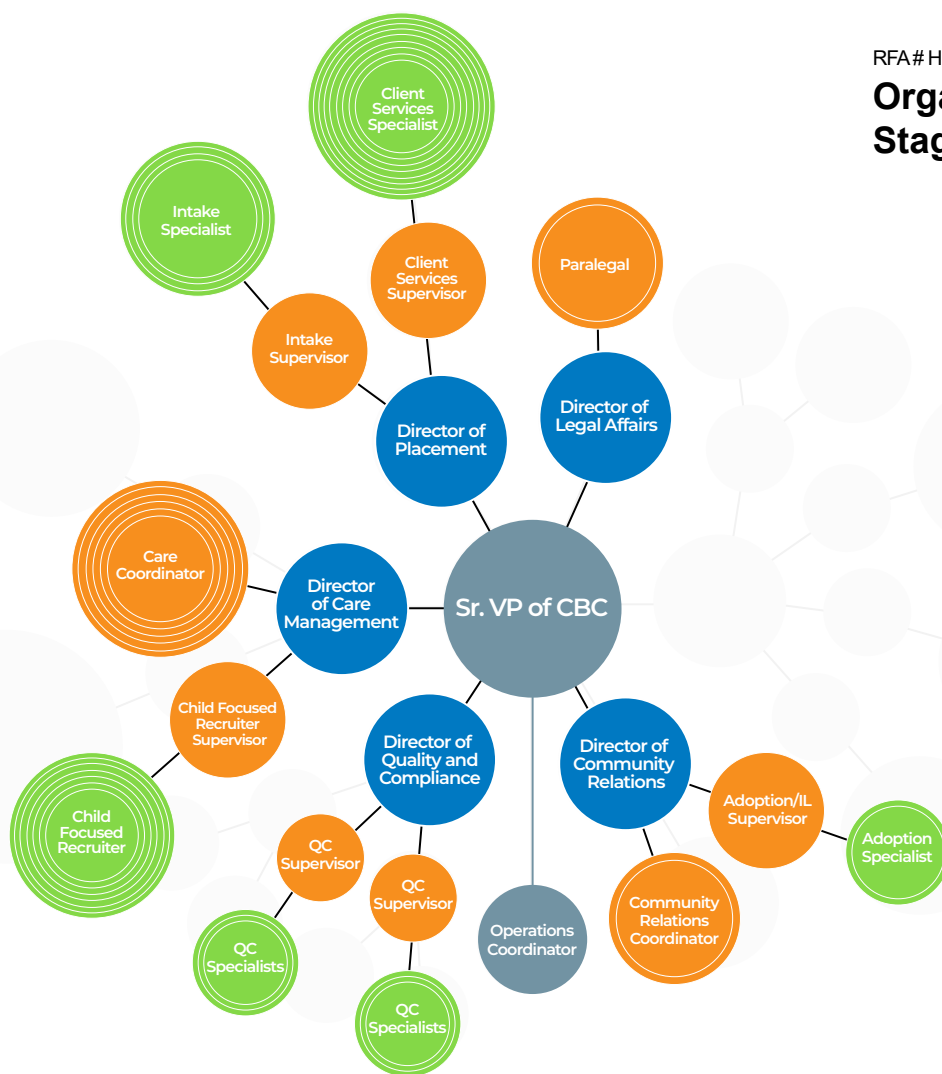 RFA# H
Orga
Stag
Client
Services
Specialist
Intake
Specialist
Client
Services
Supervisor
Paralegal
Intake
Supervisor
Director of
Placement
Director of
Legal Affairs
Care
Coordinator
Director
of Care
Management
Sr. VP of CBC
Child Focused
Recruiter
Supervisor
Director of
Quality and
Compliance
Director of
Community
Relations
Child
Focused
Recruiter
Adoption/IL
Supervisor
Adoption
Specialist
QC
Supervisor
QC
Supervisor
Community
Relations
Coordinator
Operations
Coordinator
QC
Specialists
QC
Specialists